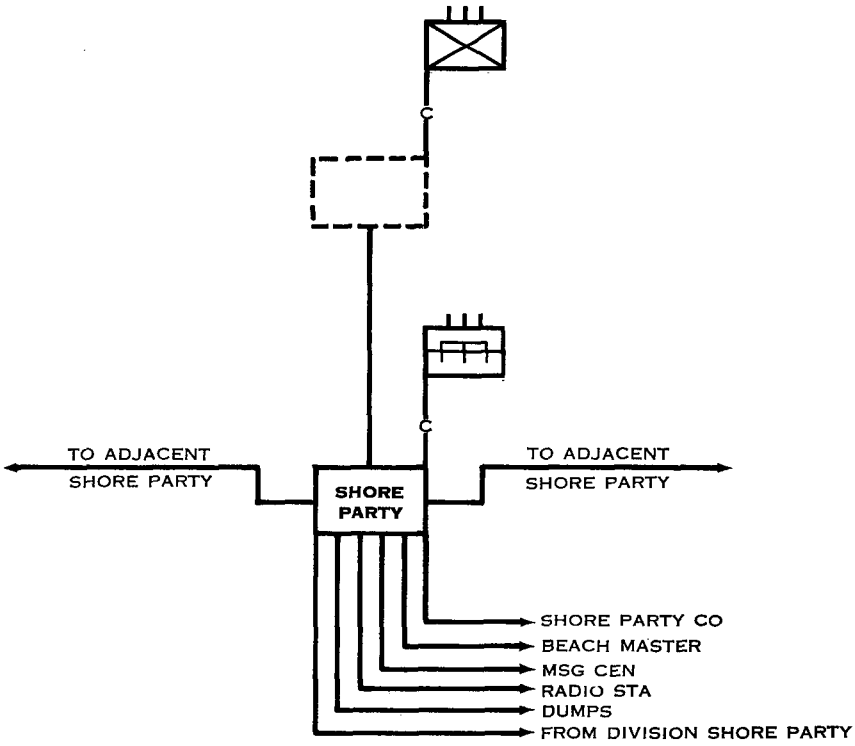 C
C
TO ADJACENT
SHORE PARTY
TO ADJACENT
SHORE PARTY
SHORE
PARTY
SHORE PARTY CO
BEACH MASTER
MSG CEN
RADIO STA
DUMPS
FROM DIVISION SHORE PARTY